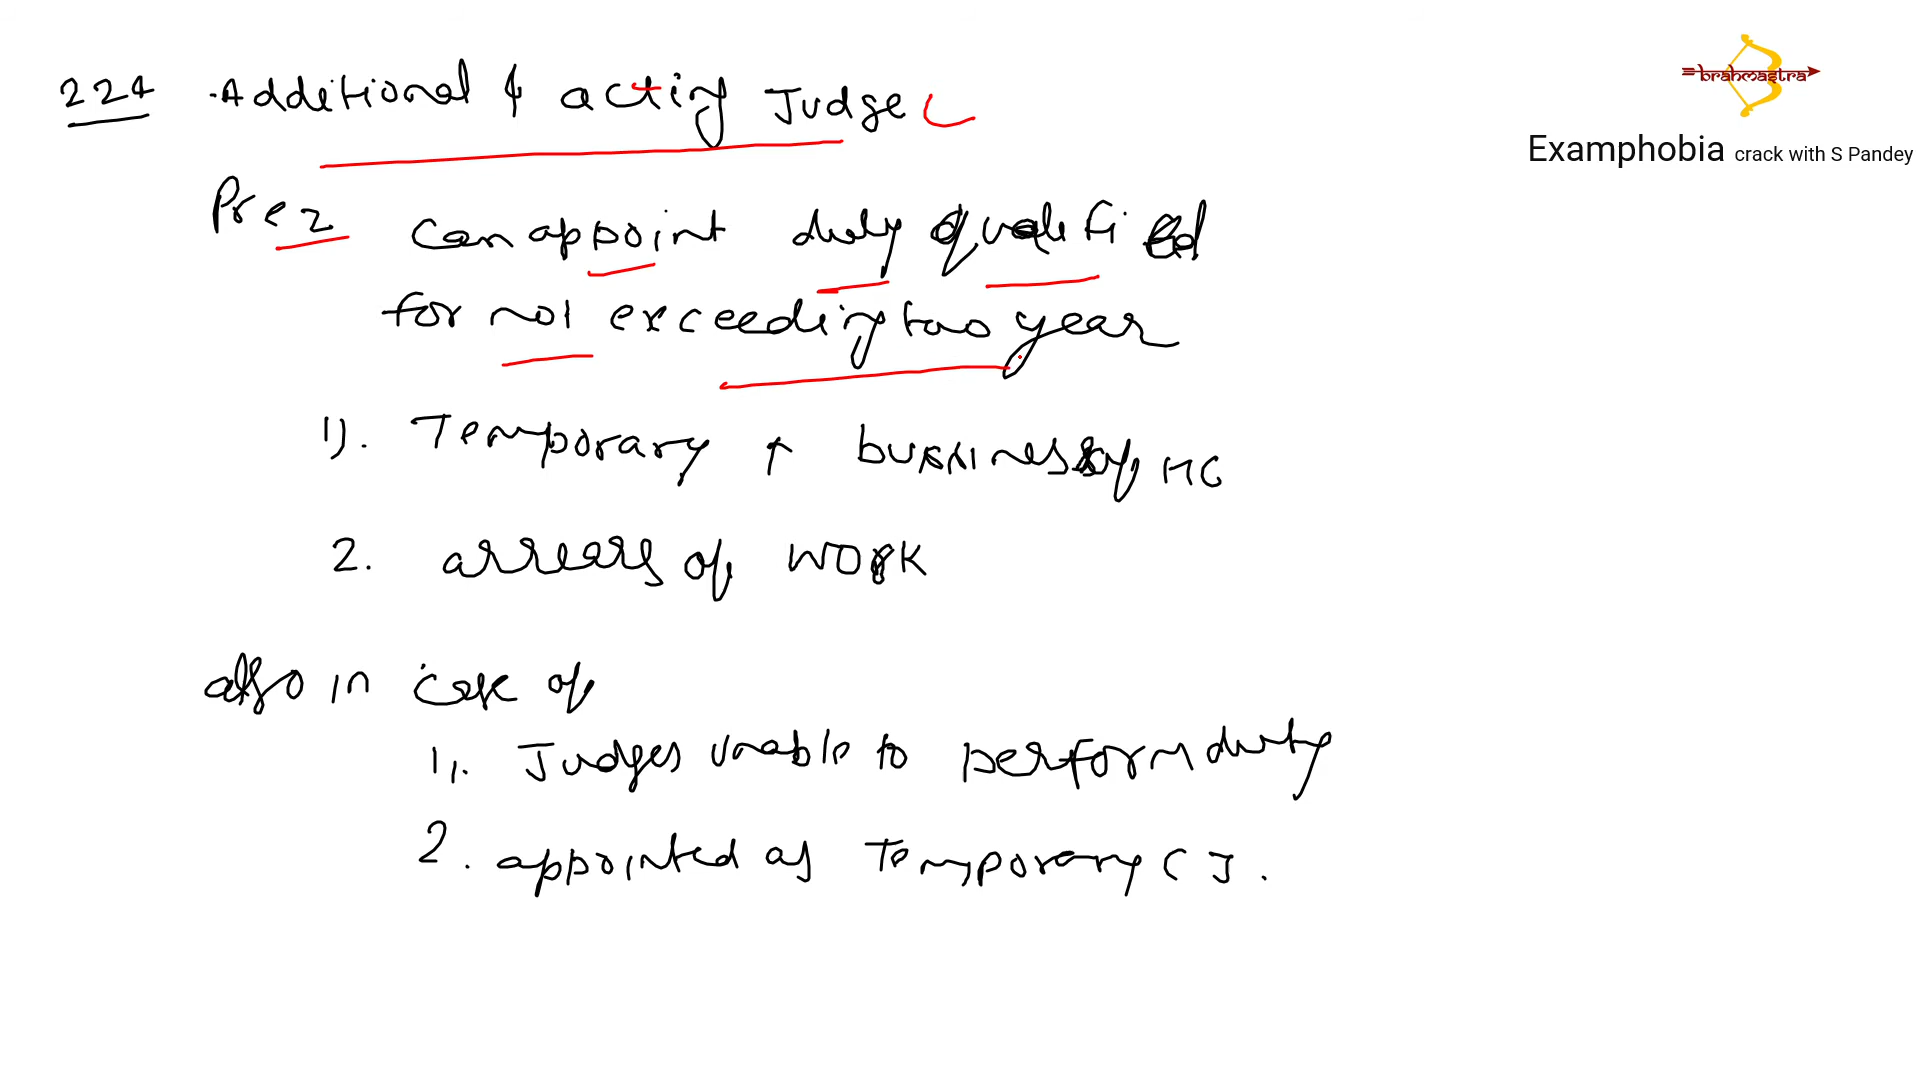 224 Additional & acting Judge
brahmastra
Examphobia crack with S Pandey
Prez can appoint duly qualified
for not exceeding two year
1). Temporary ↑ bussiness of HC
2. arrears of work
also in case of
1). Judges unable to perform duty
2. appointed as Temporary CJ.